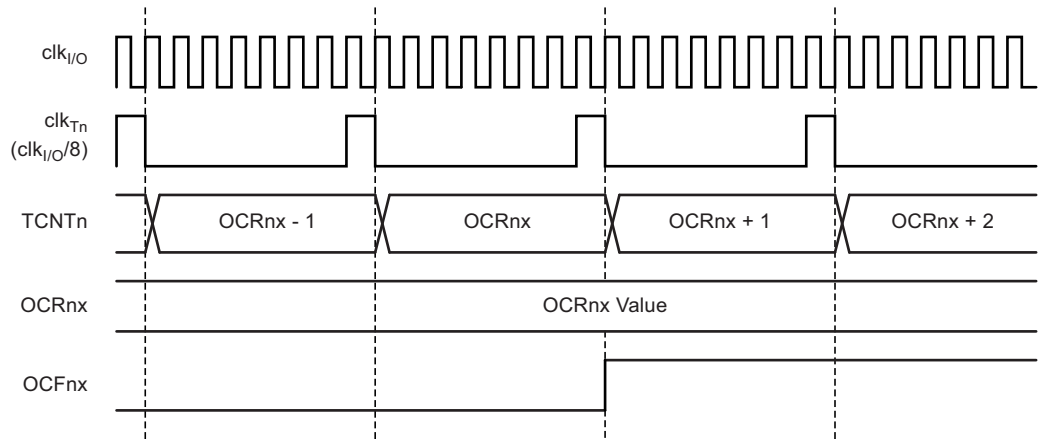 clkI/O
clkTn
(clkI/O/8)
TCNTn
OCRnx - 1
OCRnx
OCRnx + 1
OCRnx + 2
OCRnx
OCRnx Value
OCFnx